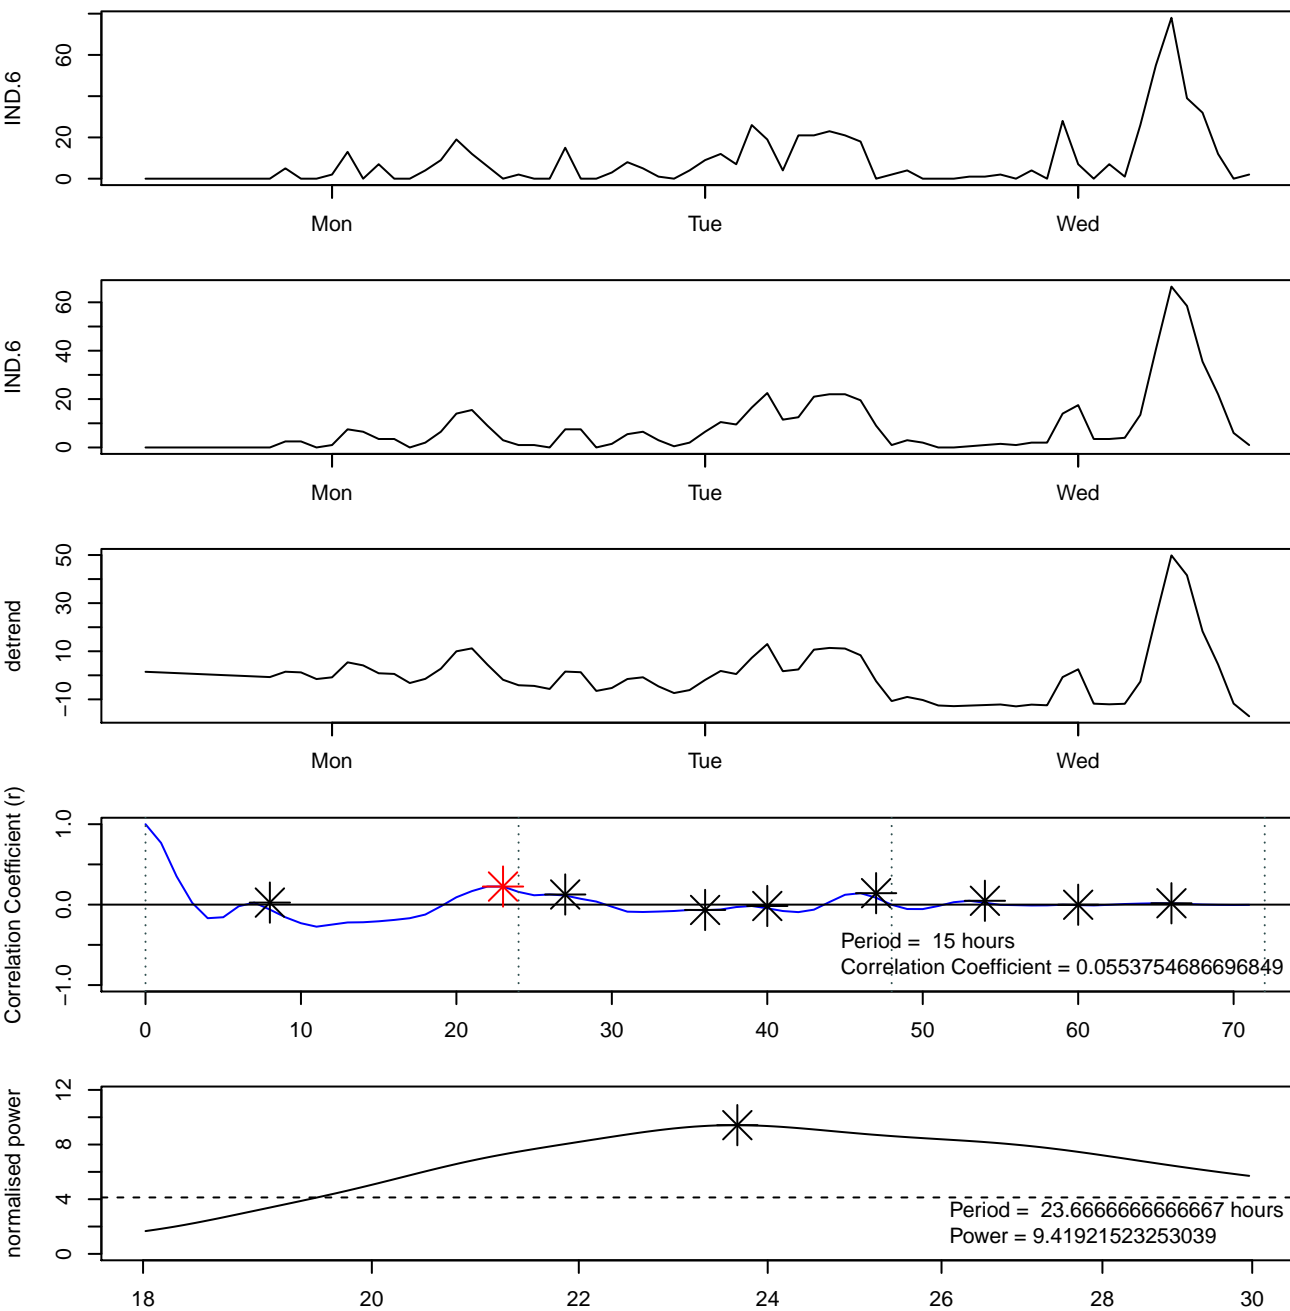 IND.6
60
20
0
Mon Tue Wed
IND.6
60
40
20
0
Mon Tue Wed
detrend
50
30
10
−10
Mon Tue Wed
Correlation Coefficient (r)
1.0
0.0
−1.0
Period =  15 hours
Correlation Coefficient = 0.0553754686696849
0 10 20 30 40 50 60 70
normalised power
12
8
4
0
Period =  23.6666666666667 hours
Power = 9.41921523253039
18 20 22 24 26 28 30